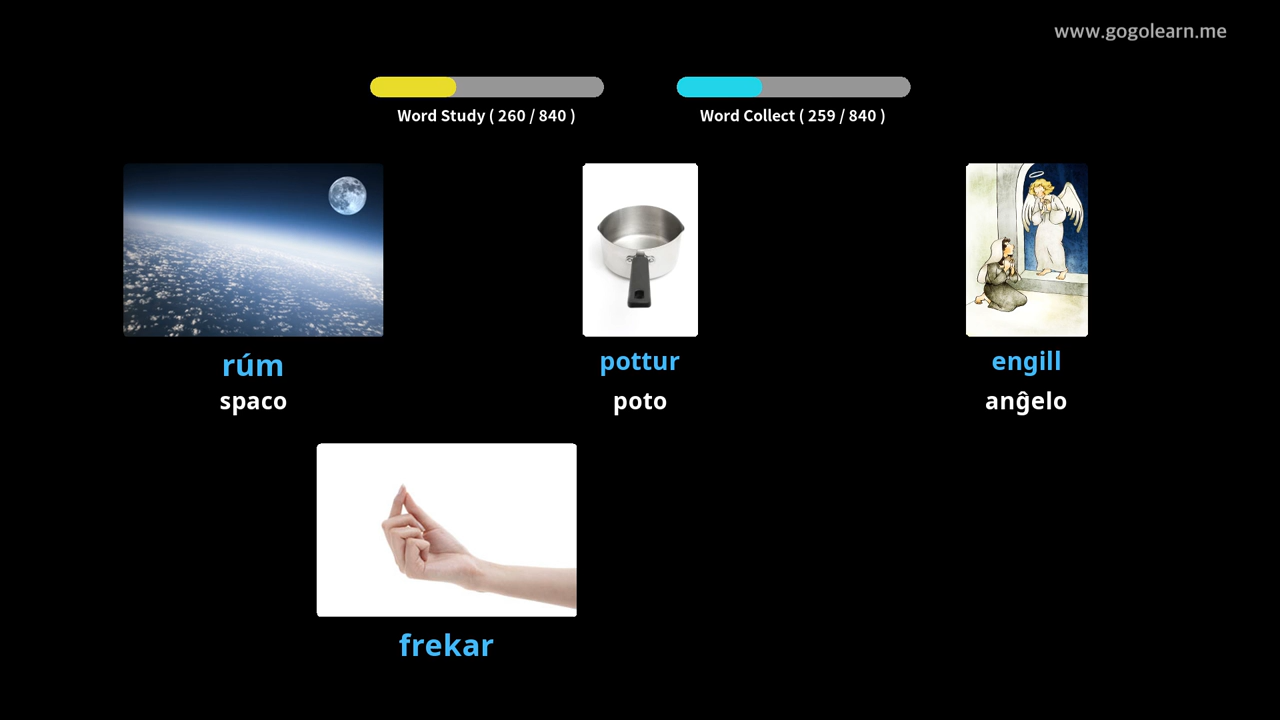 www.gogolearn.me
Word Study ( 260 / 840 )
Word Collect ( 259 / 840 )
rúm
spaco
pottur
poto
engill
anĝelo
frekar